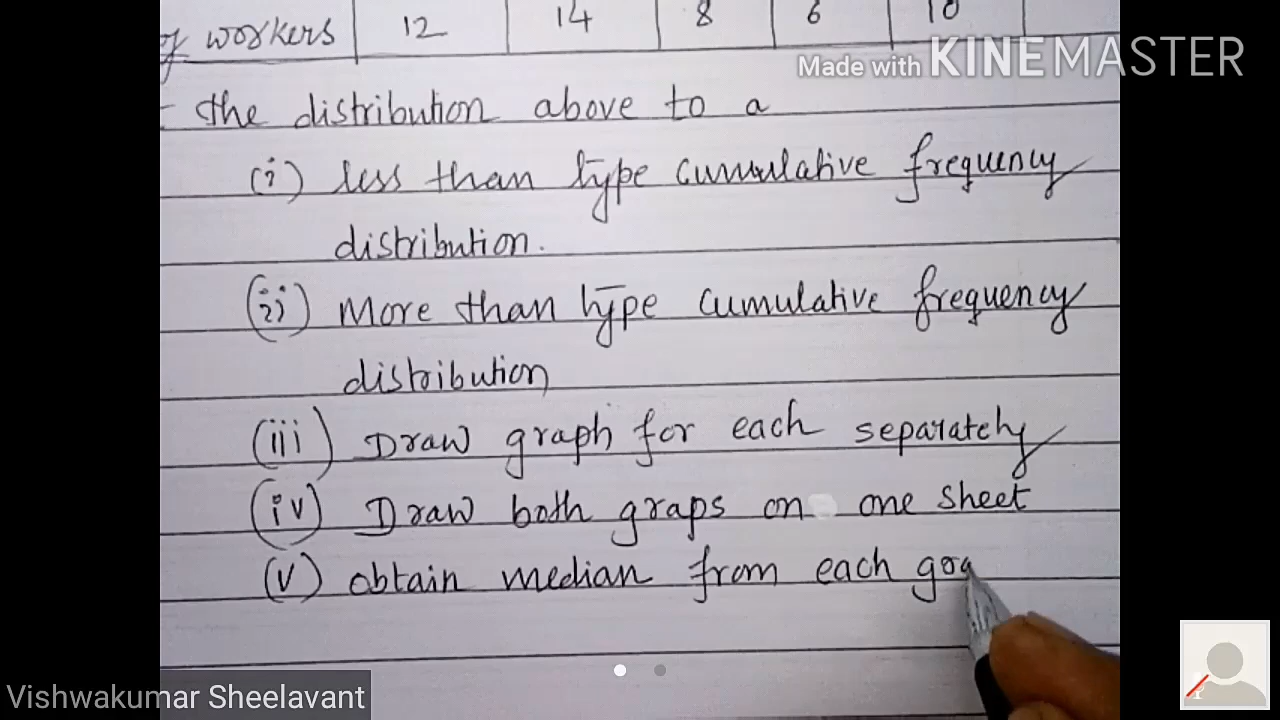 of workers 12 14 8 6 10
Made with KINEMASTER
the distribution above to a
(i) less than type cumulative frequency
distribution.
(ii) More than type cumulative frequency
distribution
(iii) Draw graph for each separately
(iv) Draw both graps on one sheet
(v) obtain median from each
Vishwakumar Sheelavant